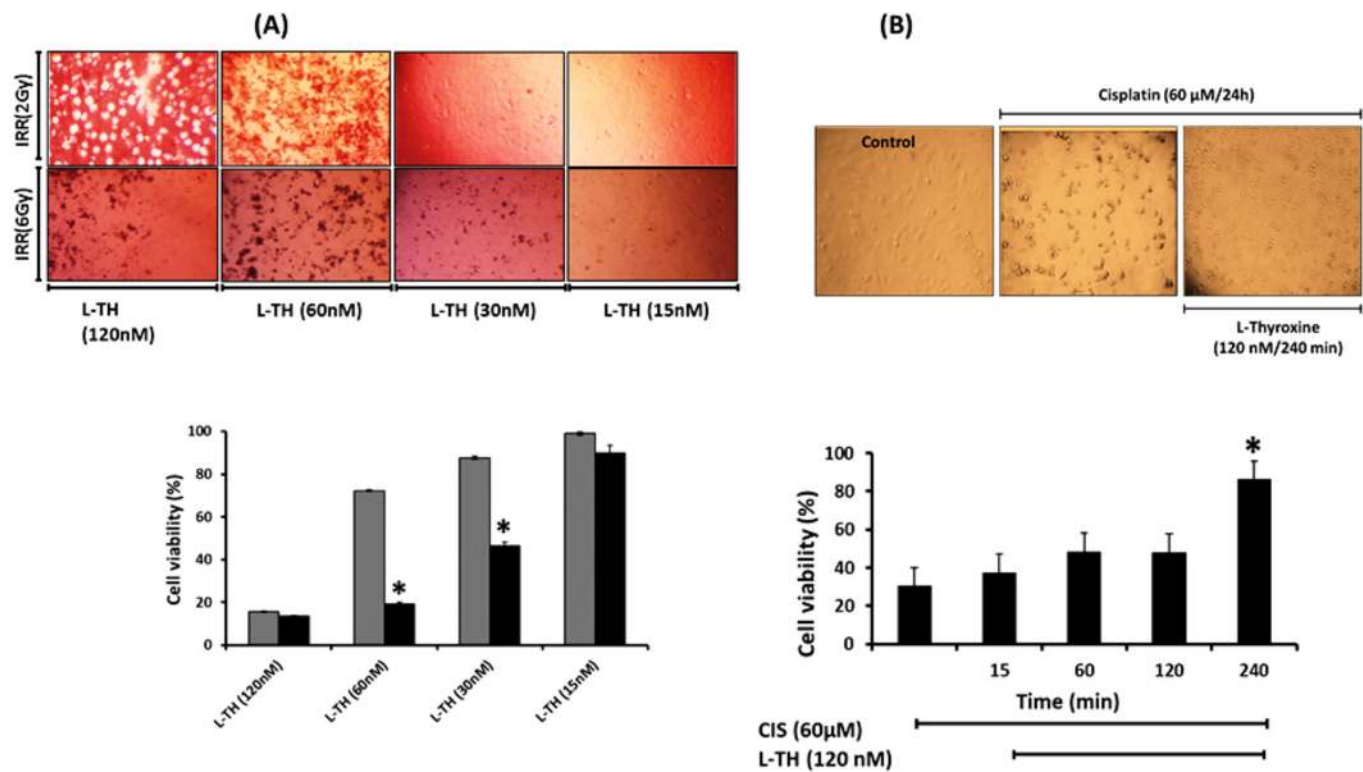 (A)
IRR(2Gy)
IRR(6Gy)
L-TH
(120nM)
L-TH (60nM)
L-TH (30nM)
L-TH (15nM)
(B)
Cisplatin (60 µM/24h)
Control
L-Thyroxine
(120 nM/240 min)
Cell viability (%)
100
80
60
40
20
0
*
*
L-TH (120nM)
L-TH (60nM)
L-TH (30nM)
L-TH (15nM)
Cell viability (%)
100
80
60
40
20
0
*
15
60
120
240
Time (min)
CIS (60µM)
L-TH (120 nM)